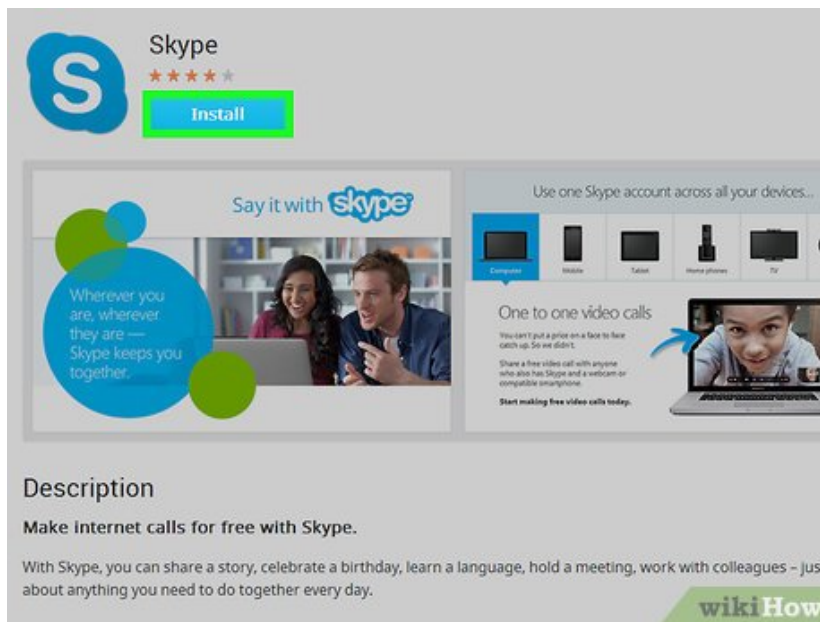 Skype
Install
Say it with skype
Use one Skype account across all your devices...
Wherever you
are, wherever
they are —
Skype keeps you
together.
Computer
Mobile
Tablet
Home phones
TV
One to one video calls
You can't put a price on a face to face
catch up. So we didn't.
Share a free video call with anyone
who also has Skype and a webcam or
compatible smartphone.
Start making free video calls today.
Description
Make internet calls for free with Skype.
With Skype, you can share a story, celebrate a birthday, learn a language, hold a meeting, work with colleagues – jus
about anything you need to do together every day.
wikiHow